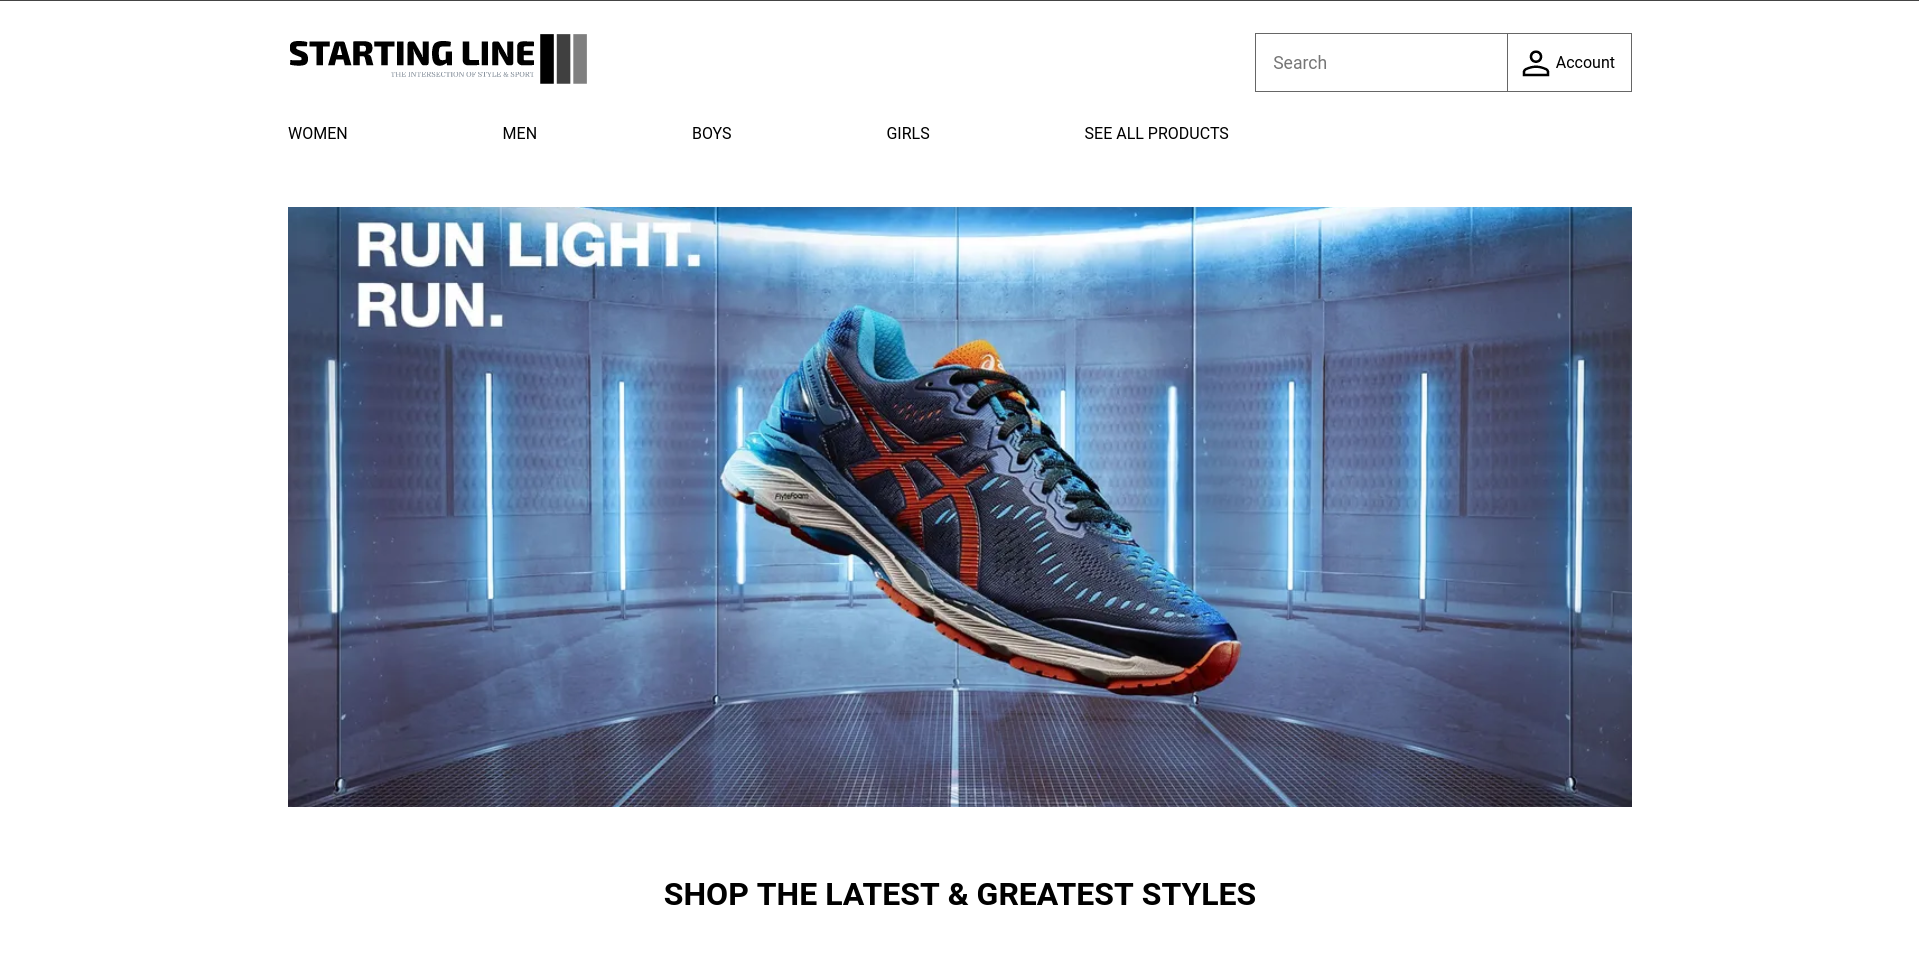 STARTING LINE
THE INTERSECTION OF STYLE & SPORT
Search
Account
WOMEN
MEN
BOYS
GIRLS
SEE ALL PRODUCTS
RUN LIGHT.
RUN.
FlyteFoam
SHOP THE LATEST & GREATEST STYLES